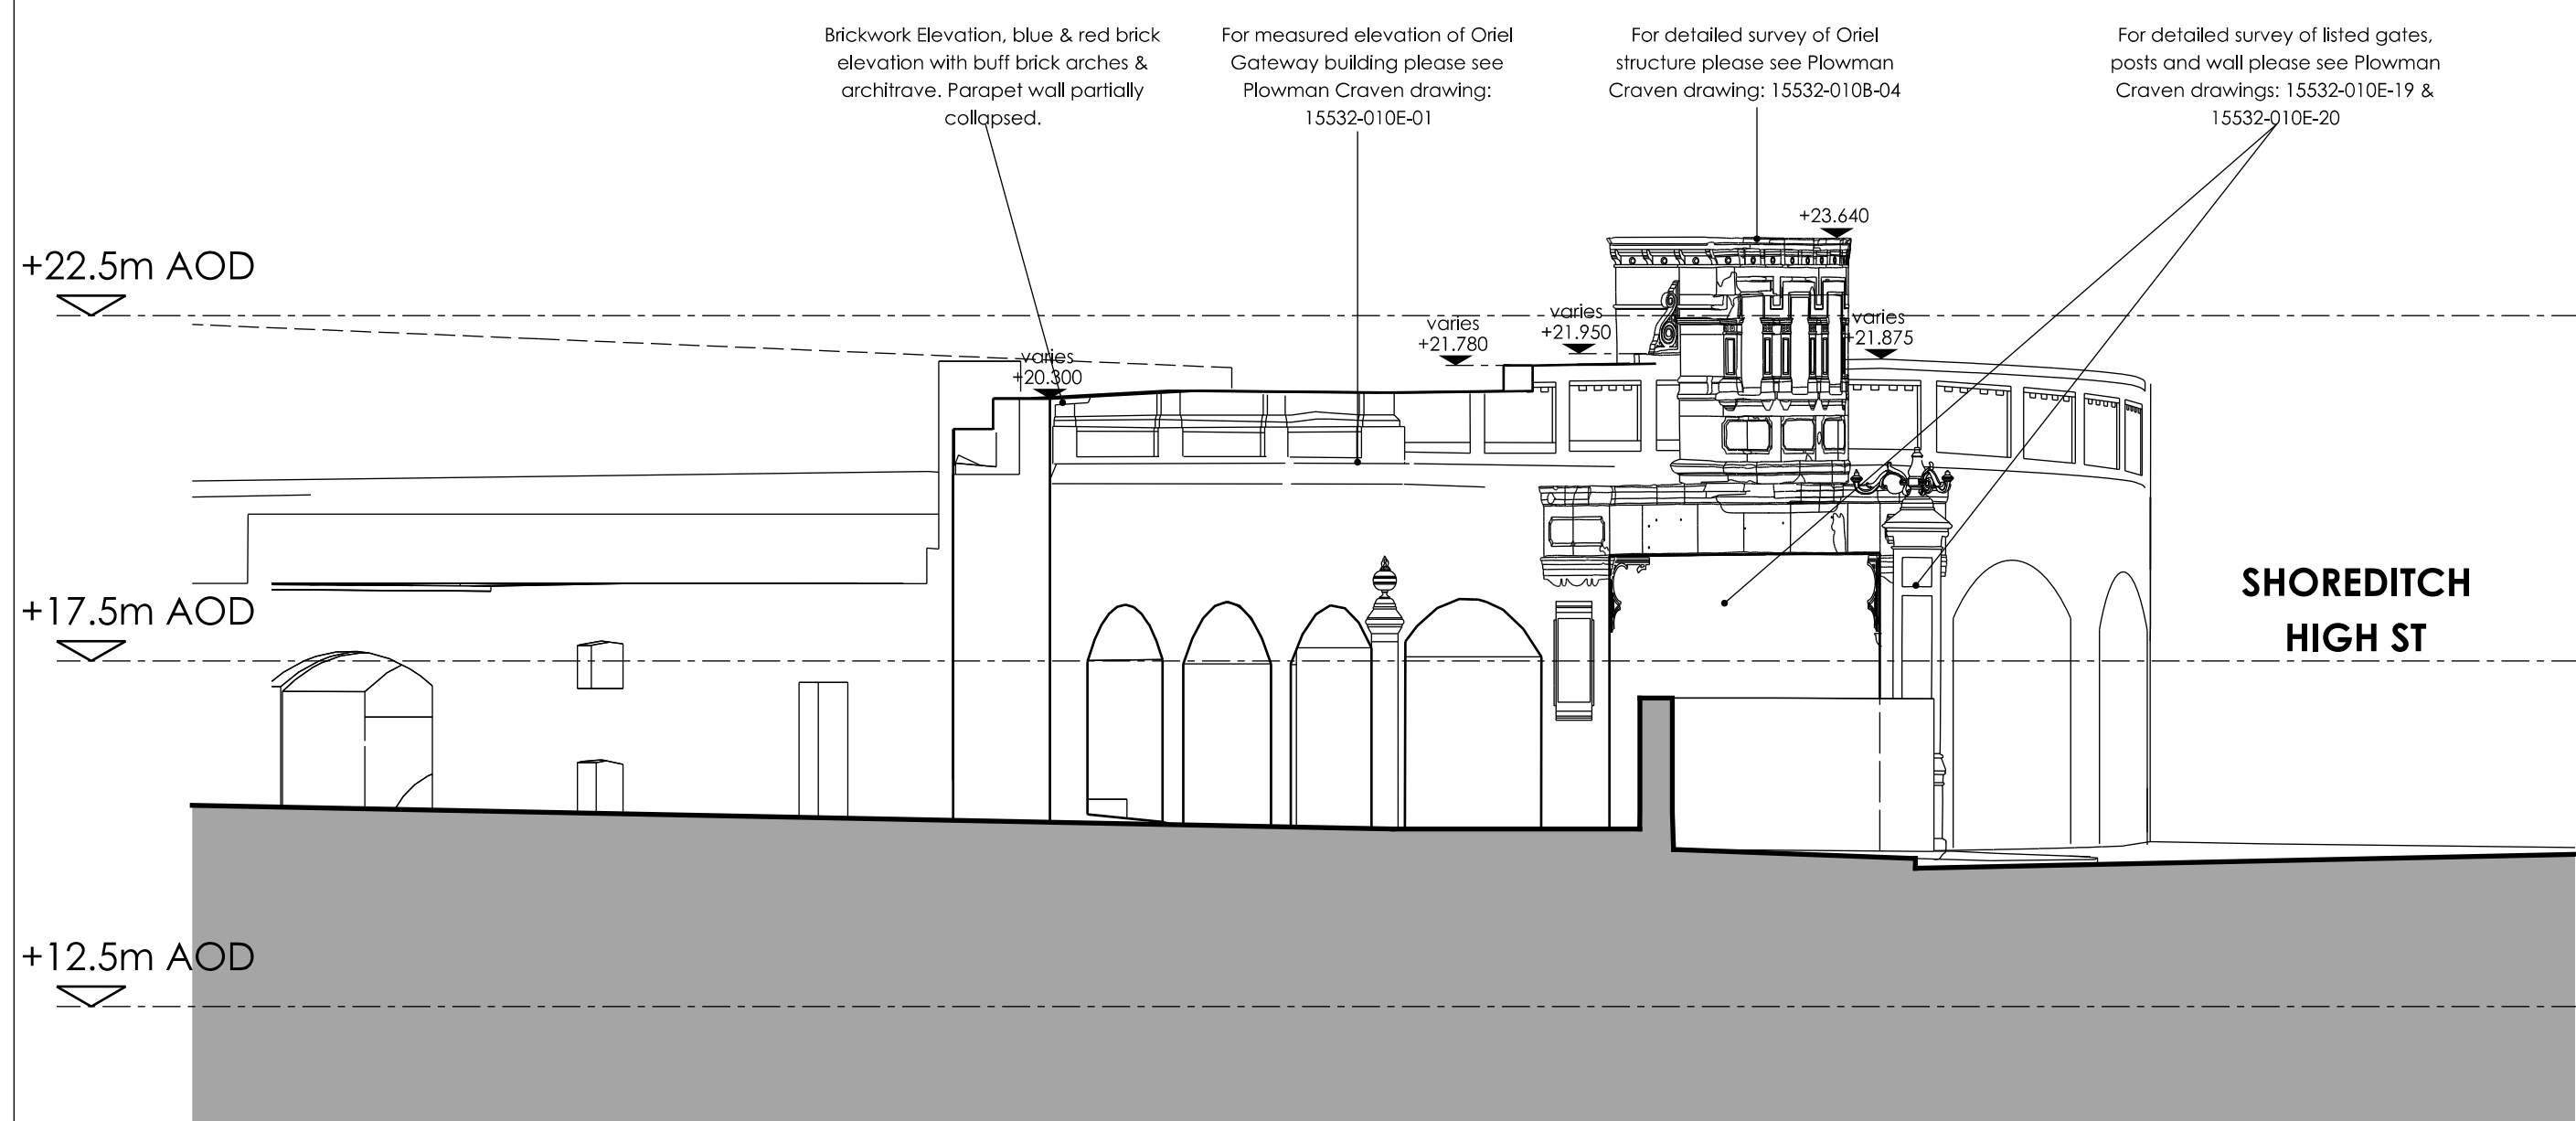 Brickwork Elevation, blue & red brick
elevation with buff brick arches &
architrave. Parapet wall partially
collapsed.
For measured elevation of Oriel
Gateway building please see
Plowman Craven drawing:
15532-010E-01
For detailed survey of Oriel
structure please see Plowman
Craven drawing: 15532-010B-04
For detailed survey of listed gates,
posts and wall please see Plowman
Craven drawings: 15532-010E-19 &
15532-010E-20
+23.640
+22.5m AOD
varies
+21.780
varies
+21.950
varies
+21.875
varies
+20.300
+17.5m AOD
SHOREDITCH
HIGH ST
+12.5m AOD